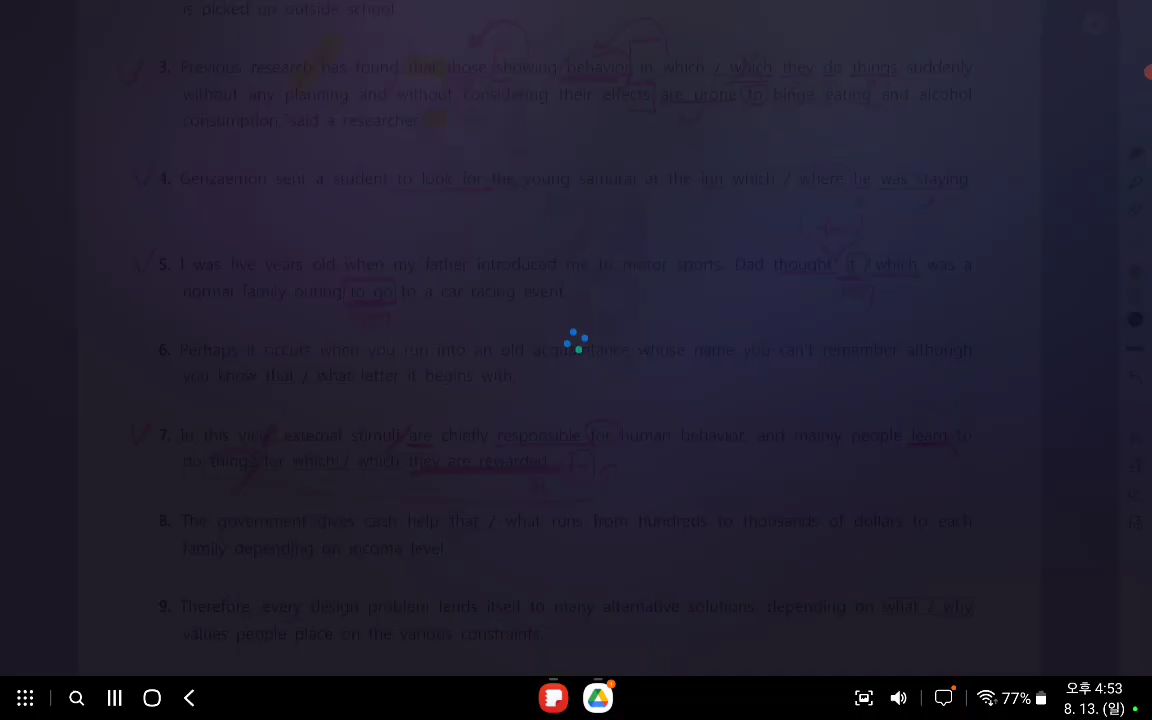 is picked on outside school.
3. Previous research has found that those showing behavior in which / which they do things suddenly
without any planning and without considering their effects are prone to binge eating and alcohol
consumption," said a researcher.
4. Genzaemon sent a student to look for the young samurai at the inn which / where he was staying.
5. I was five years old when my father introduced me to motor sports. Dad thought it / which was a
normal family outing to go to a car racing event.
6. Perhaps it occurs when you run into an old acquaintance whose name you can't remember although
you know that / what letter it begins with.
7. In this view, external stimuli are chiefly responsible for human behavior, and mainly people learn to
do things for which / which they are rewarded.
8. The government gives cash help that / what runs from hundreds to thousands of dollars to each
family depending on income level.
9. Therefore, every design problem lends itself to many alternative solutions, depending on what / why
values people place on the various constraints.
77% 오후 4:53
8. 13. (일)